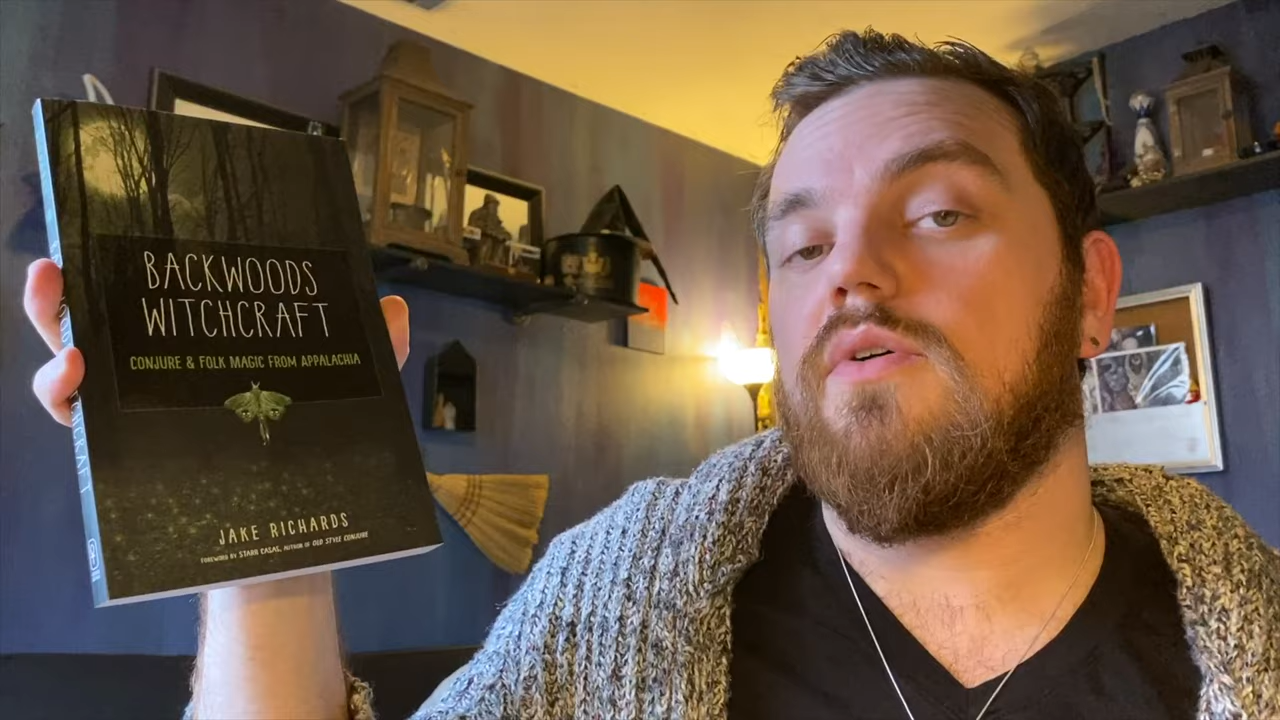 BACKWOODS
WITCHCRAFT
CONJURE & FOLK MAGIC FROM APPALACHIA
JAKE RICHARDS
FOREWORD BY STARR CASAS, AUTHOR OF OLD STYLE CONJURE